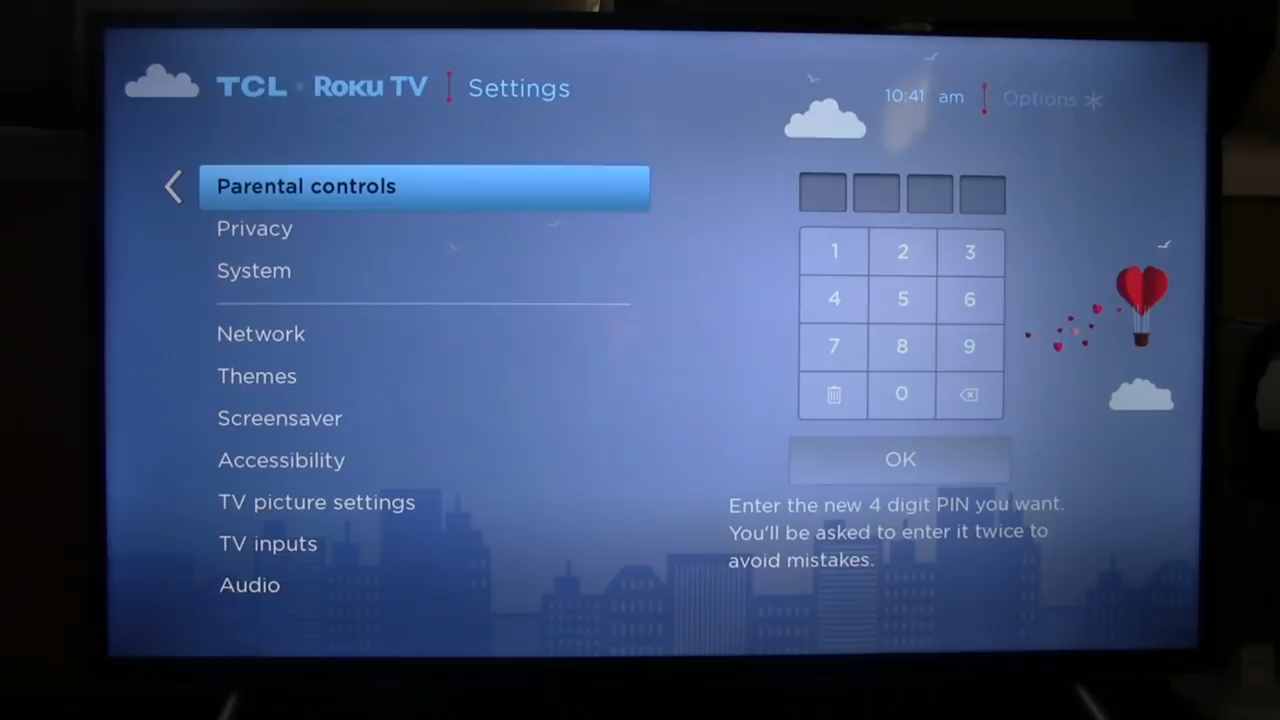 TCL · Roku TV Settings
10:41 am Options
Parental controls
Privacy
System
Network
Themes
Screensaver
Accessibility
TV picture settings
TV inputs
Audio
1 2 3
4 5 6
7 8 9
0
OK
Enter the new 4 digit PIN you want.
You'll be asked to enter it twice to
avoid mistakes.